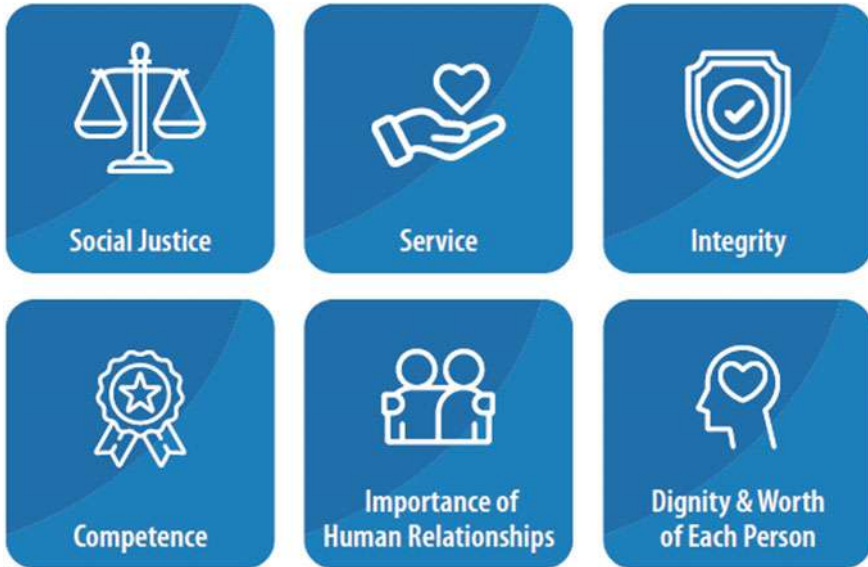 Social Justice
Service
Integrity
Competence
Importance of
Human Relationships
Dignity & Worth
of Each Person